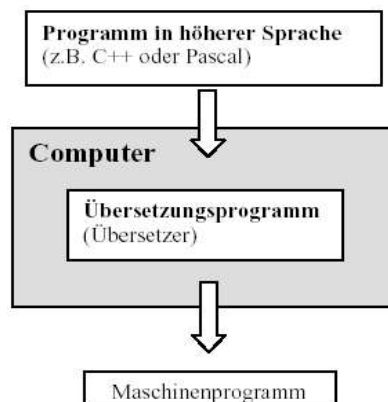 Programm in höherer Sprache
(z.B. C++ oder Pascal)
Computer
Übersetzungsprogramm
(Übersetzer)
Maschinenprogramm